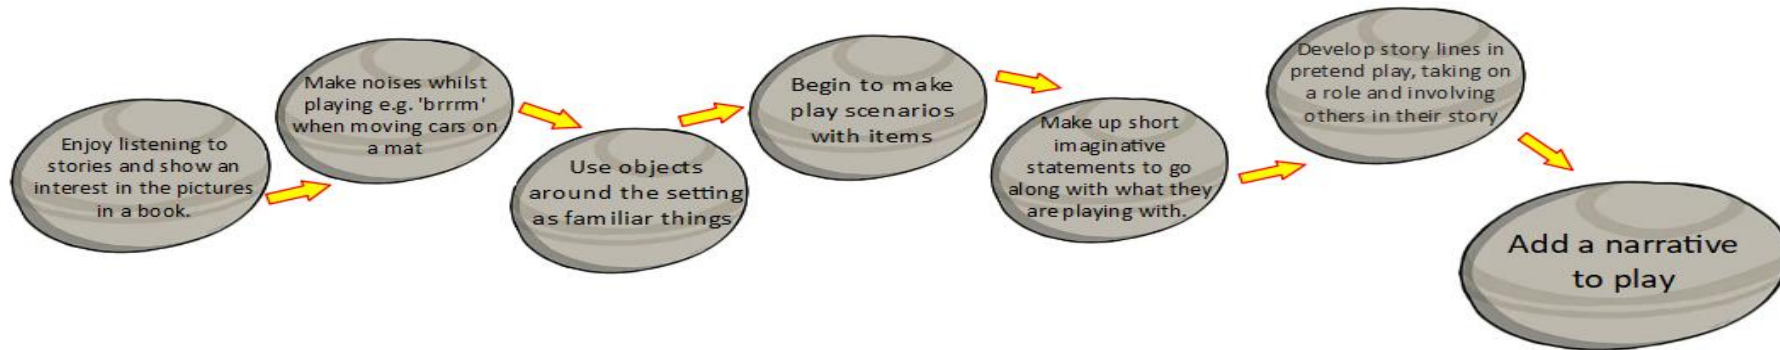 Enjoy listening to
stories and show an
interest in the pictures
in a book.
Make noises whilst
playing e.g. 'brrrm'
when moving cars on
a mat
Use objects
around the setting
as familiar things
Begin to make
play scenarios
with items
Make up short
imaginative
statements to go
along with what they
are playing with.
Develop story lines in
pretend play, taking on
a role and involving
others in their story
Add a narrative
to play